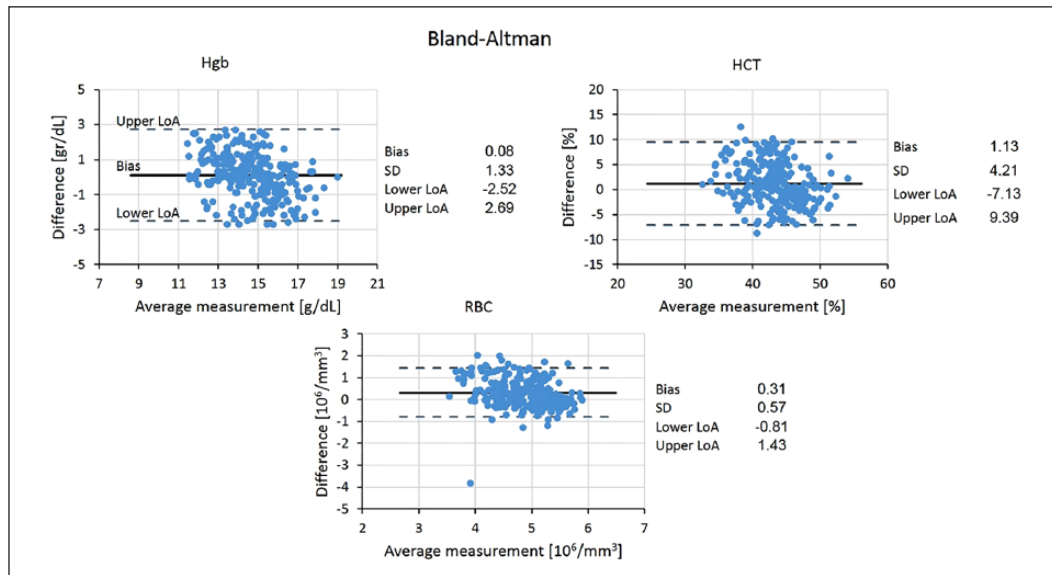 Bland-Altman
Hgb
Difference [gr/dL]
5
3
1
-1
-3
-5
Upper LoA
Bias
Lower LoA
7 9 11 13 15 17 19 21
Average measurement [g/dL]
Bias 0.08
SD 1.33
Lower LoA -2.52
Upper LoA 2.69
HCT
Difference [%]
20
15
10
5
0
-5
-10
-15
20 30 40 50 60
Average measurement [%]
Bias 1.13
SD 4.21
Lower LoA -7.13
Upper LoA 9.39
RBC
Difference [10⁶/mm³]
3
2
1
0
-1
-2
-3
-4
-5
2 3 4 5 6 7
Average measurement [10⁶/mm³]
Bias 0.31
SD 0.57
Lower LoA -0.81
Upper LoA 1.43